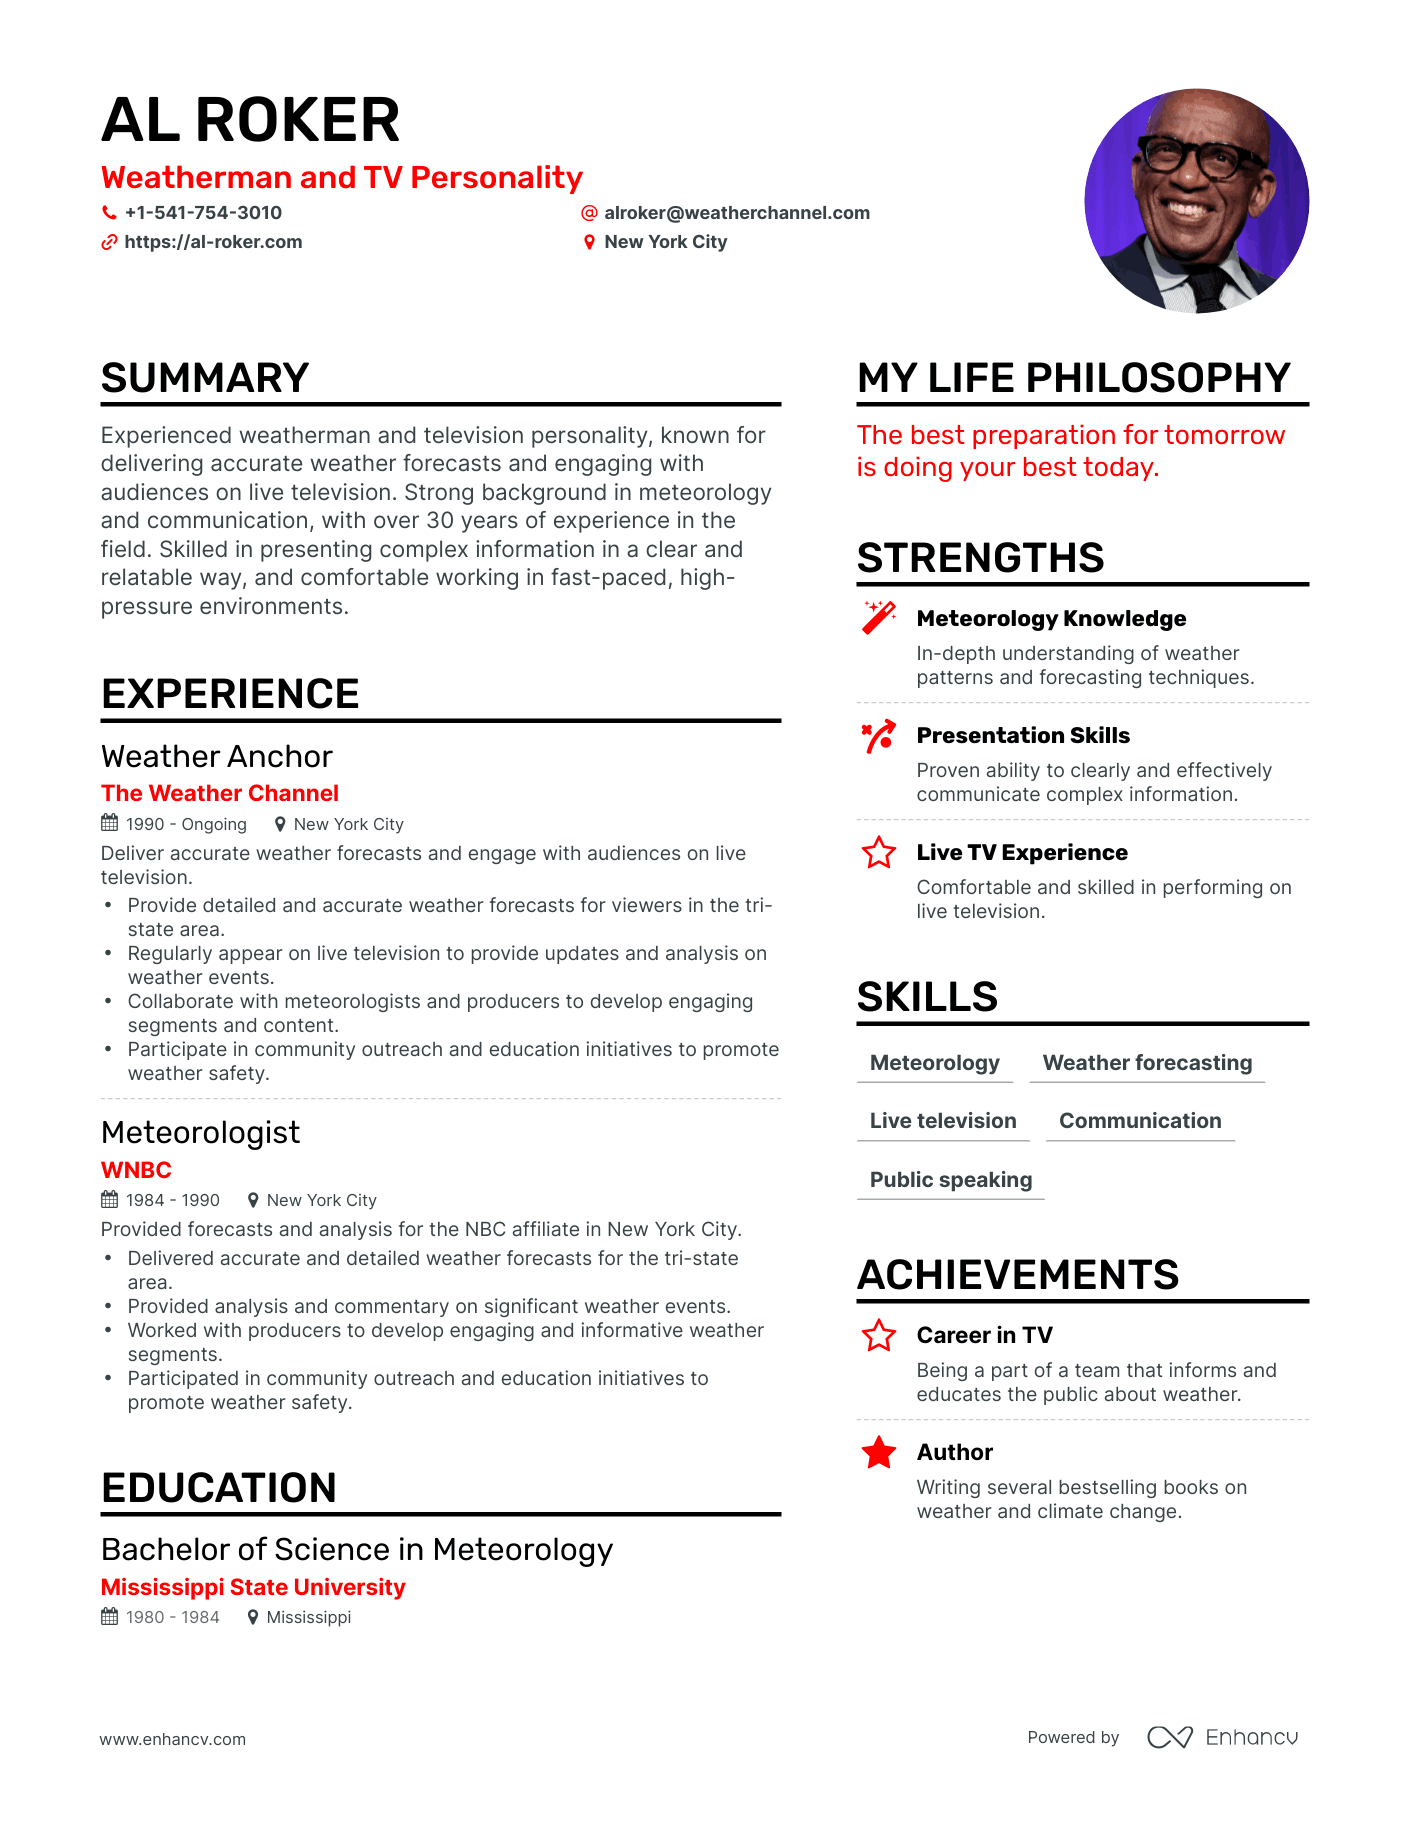 AL ROKER
Weatherman and TV Personality
+1-541-754-3010
alroker@weatherchannel.com
https://al-roker.com
New York City
SUMMARY
Experienced weatherman and television personality, known for
delivering accurate weather forecasts and engaging with
audiences on live television. Strong background in meteorology
and communication, with over 30 years of experience in the
field. Skilled in presenting complex information in a clear and
relatable way, and comfortable working in fast-paced, high-
pressure environments.
EXPERIENCE
Weather Anchor
The Weather Channel
1990 - Ongoing
New York City
Deliver accurate weather forecasts and engage with audiences on live
television.
• Provide detailed and accurate weather forecasts for viewers in the tri-
state area.
• Regularly appear on live television to provide updates and analysis on
weather events.
• Collaborate with meteorologists and producers to develop engaging
segments and content.
• Participate in community outreach and education initiatives to promote
weather safety.
Meteorologist
WNBC
1984 - 1990
New York City
Provided forecasts and analysis for the NBC affiliate in New York City.
• Delivered accurate and detailed weather forecasts for the tri-state
area.
• Provided analysis and commentary on significant weather events.
• Worked with producers to develop engaging and informative weather
segments.
• Participated in community outreach and education initiatives to
promote weather safety.
EDUCATION
Bachelor of Science in Meteorology
Mississippi State University
1980 - 1984
Mississippi
MY LIFE PHILOSOPHY
The best preparation for tomorrow
is doing your best today.
STRENGTHS
Meteorology Knowledge
In-depth understanding of weather
patterns and forecasting techniques.
Presentation Skills
Proven ability to clearly and effectively
communicate complex information.
Live TV Experience
Comfortable and skilled in performing on
live television.
SKILLS
Meteorology
Weather forecasting
Live television
Communication
Public speaking
ACHIEVEMENTS
Career in TV
Being a part of a team that informs and
educates the public about weather.
Author
Writing several bestselling books on
weather and climate change.
www.enhancv.com
Powered by
Enhancv